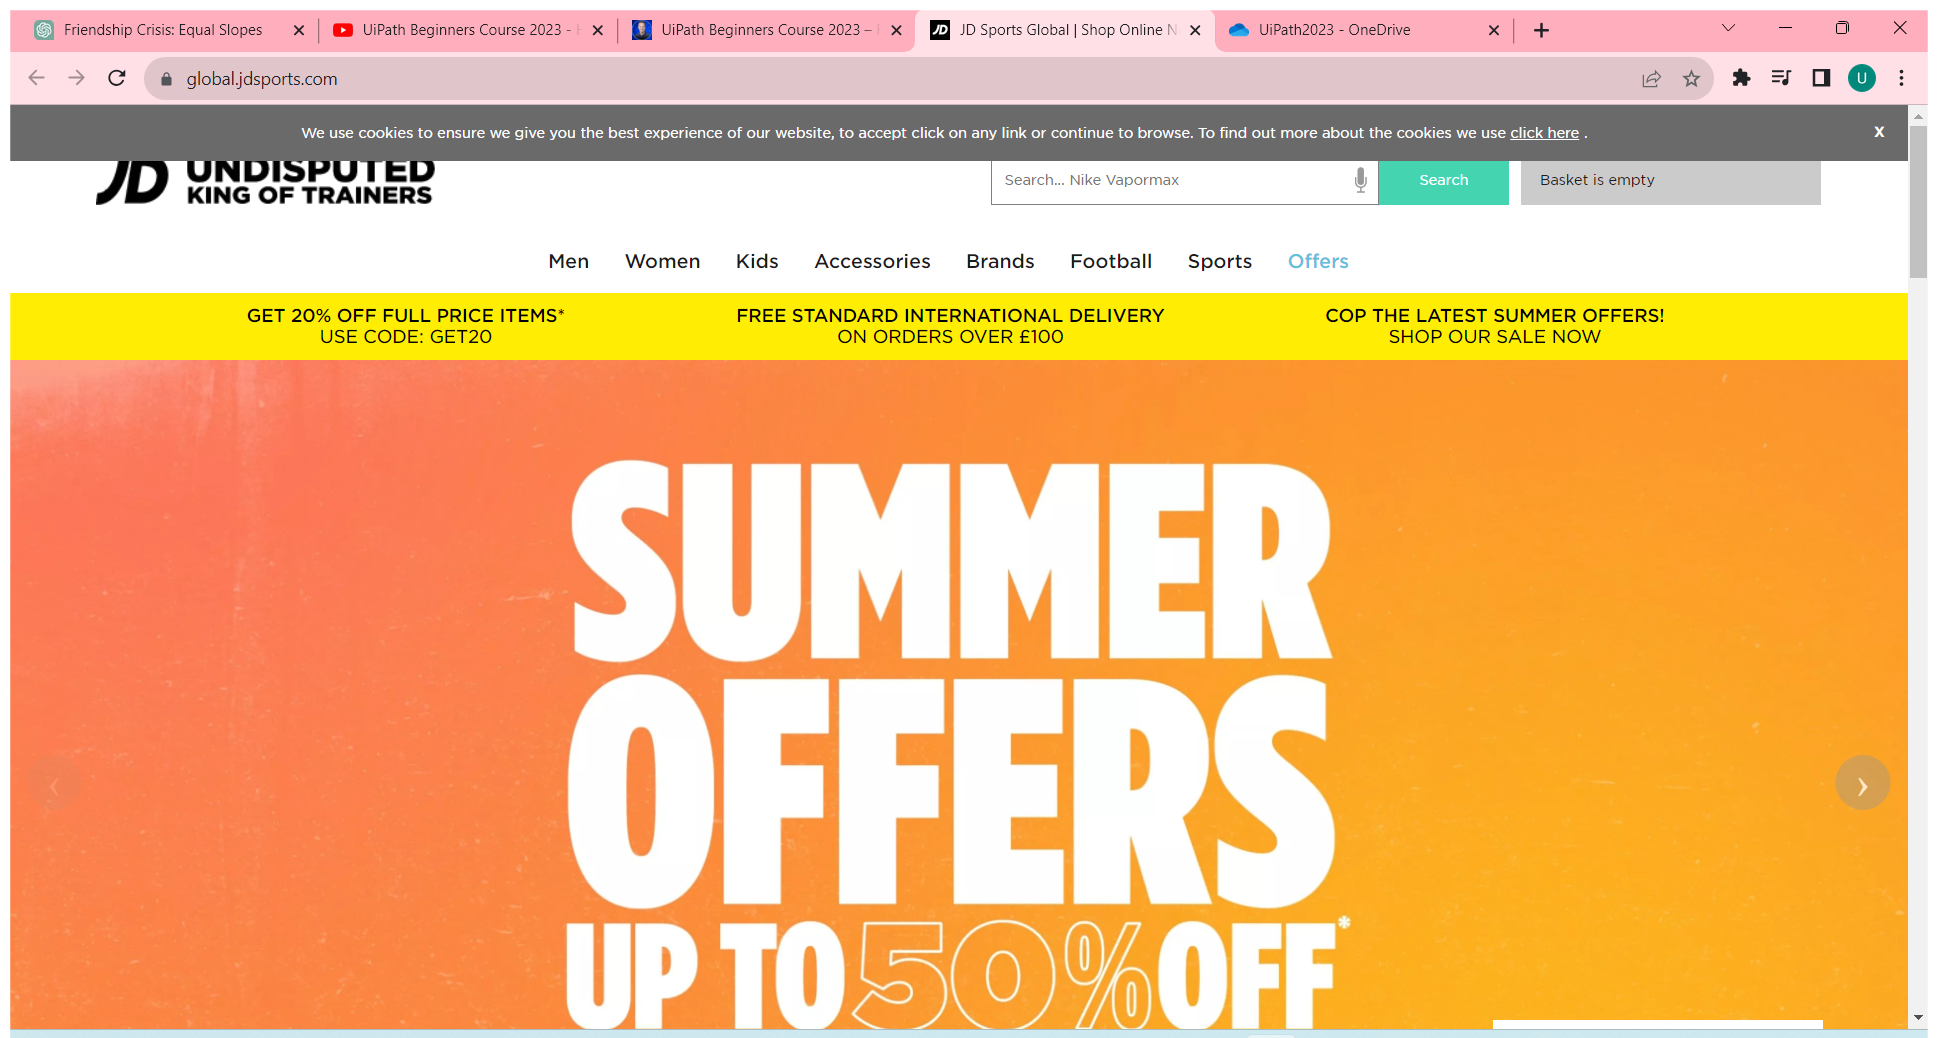 Friendship Crisis: Equal Slopes
UiPath Beginners Course 2023 -
UiPath Beginners Course 2023 –
JD Sports Global | Shop Online N
UiPath2023 - OneDrive
global.jdsports.com
U
We use cookies to ensure we give you the best experience of our website, to accept click on any link or continue to browse. To find out more about the cookies we use click here .
X
JD UNDISPUTED
KING OF TRAINERS
Search... Nike Vapormax
Search
Basket is empty
Men Women Kids Accessories Brands Football Sports Offers
GET 20% OFF FULL PRICE ITEMS*
USE CODE: GET20
FREE STANDARD INTERNATIONAL DELIVERY
ON ORDERS OVER £100
COP THE LATEST SUMMER OFFERS!
SHOP OUR SALE NOW
SUMMER
OFFERS
UP TO 50% OFF*